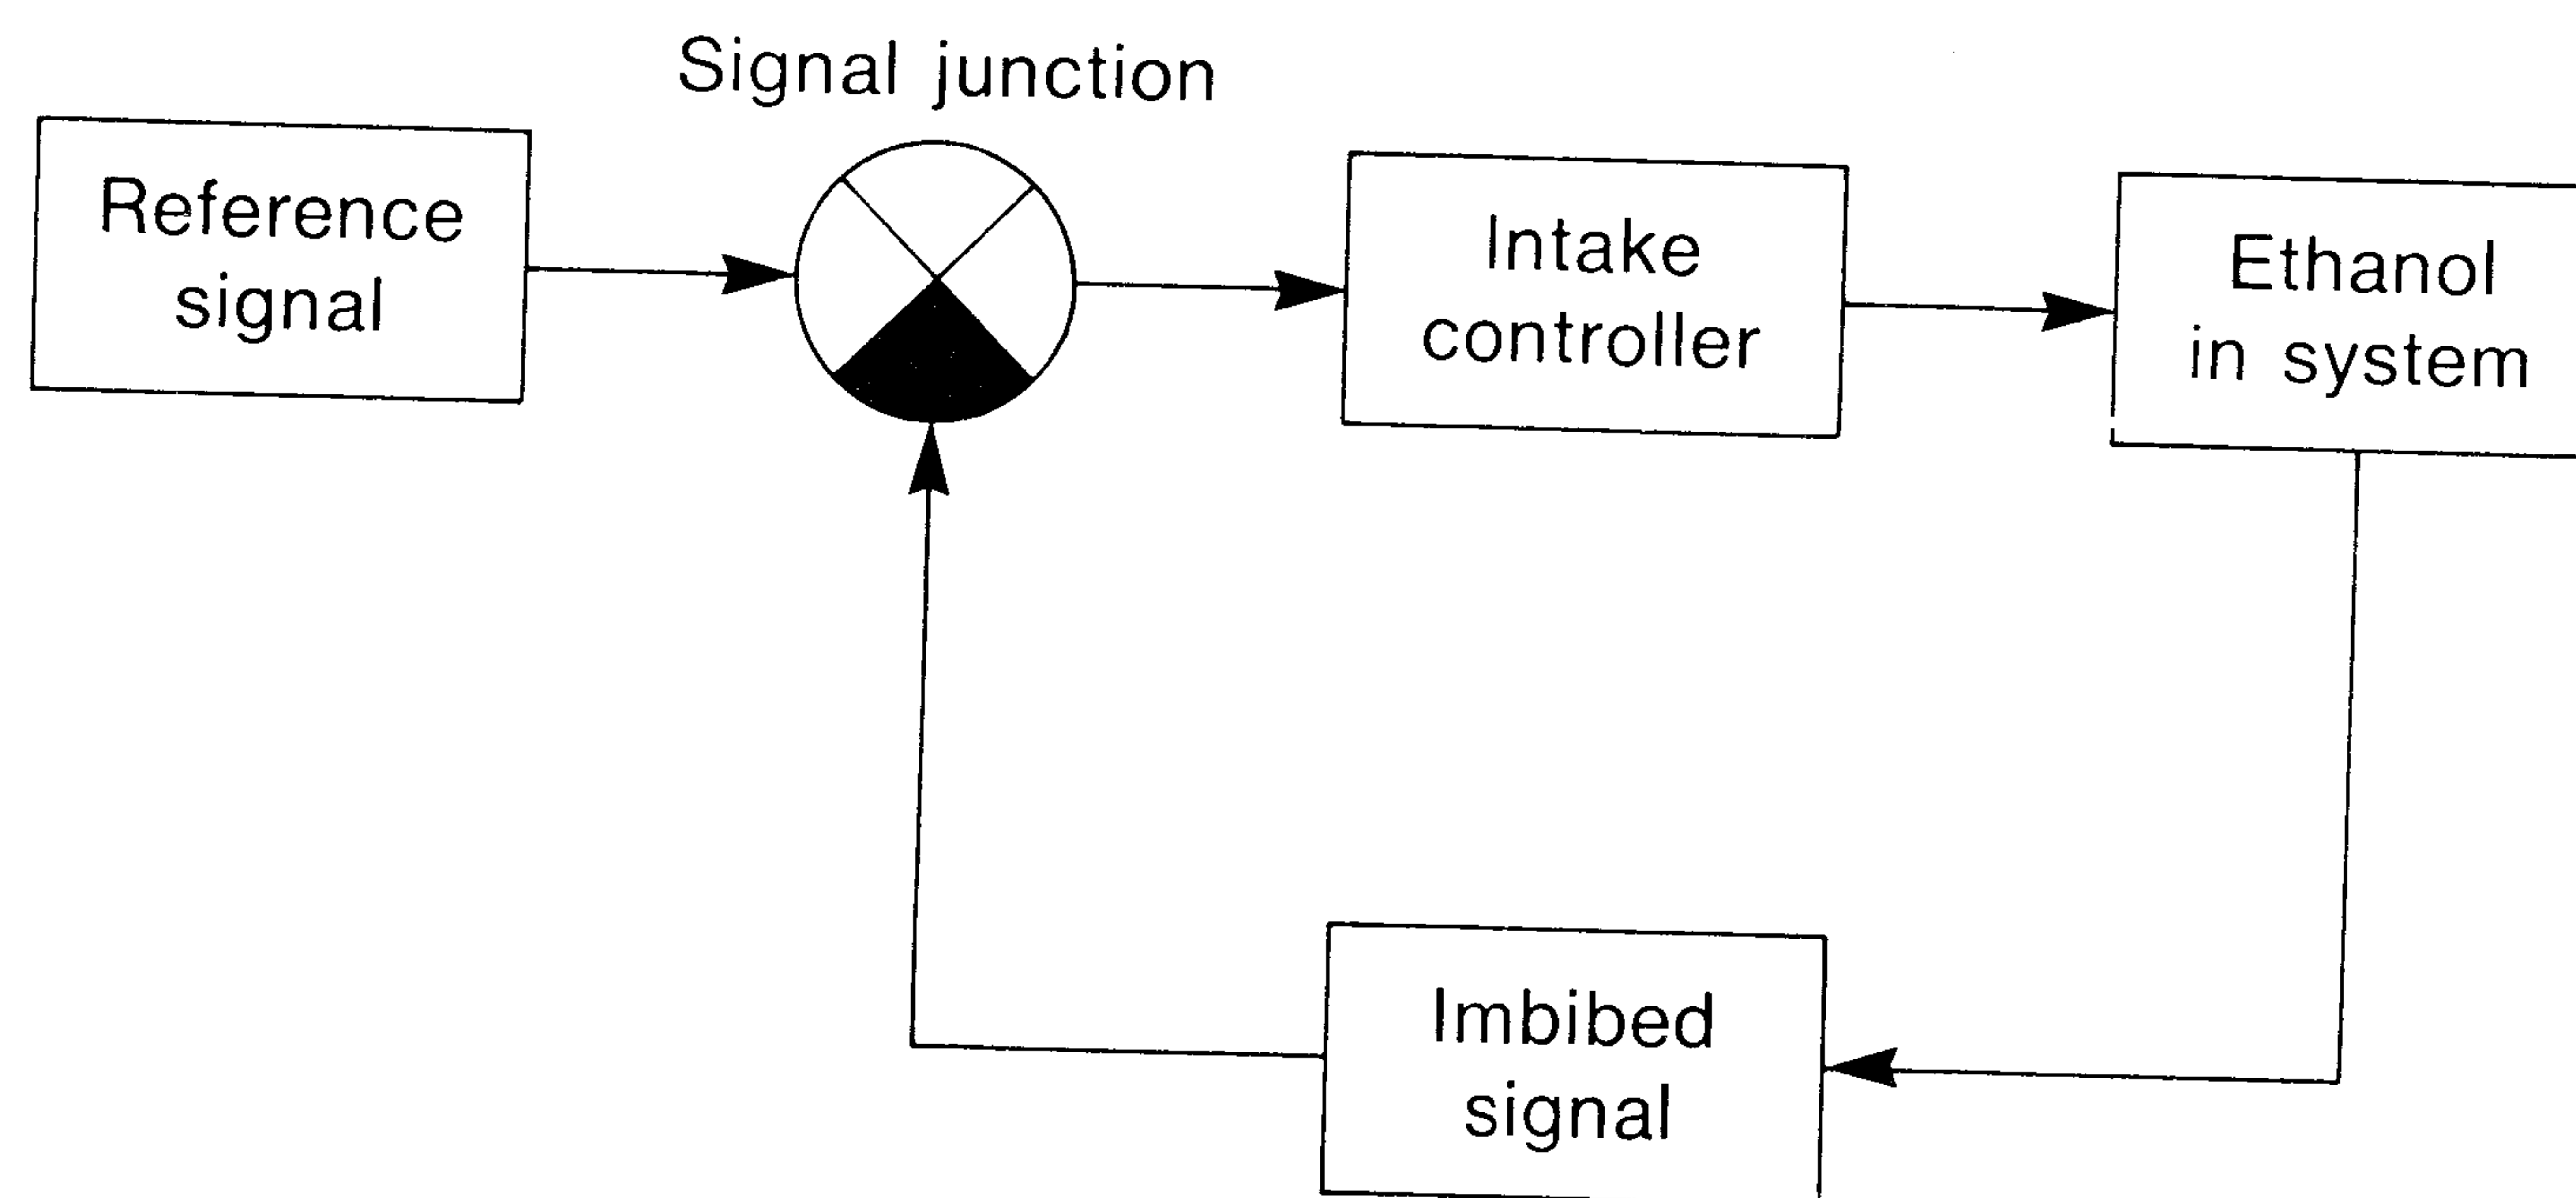 Signal junction
Reference
signal
Intake
controller
Ethanol
in system
Imbibed
signal